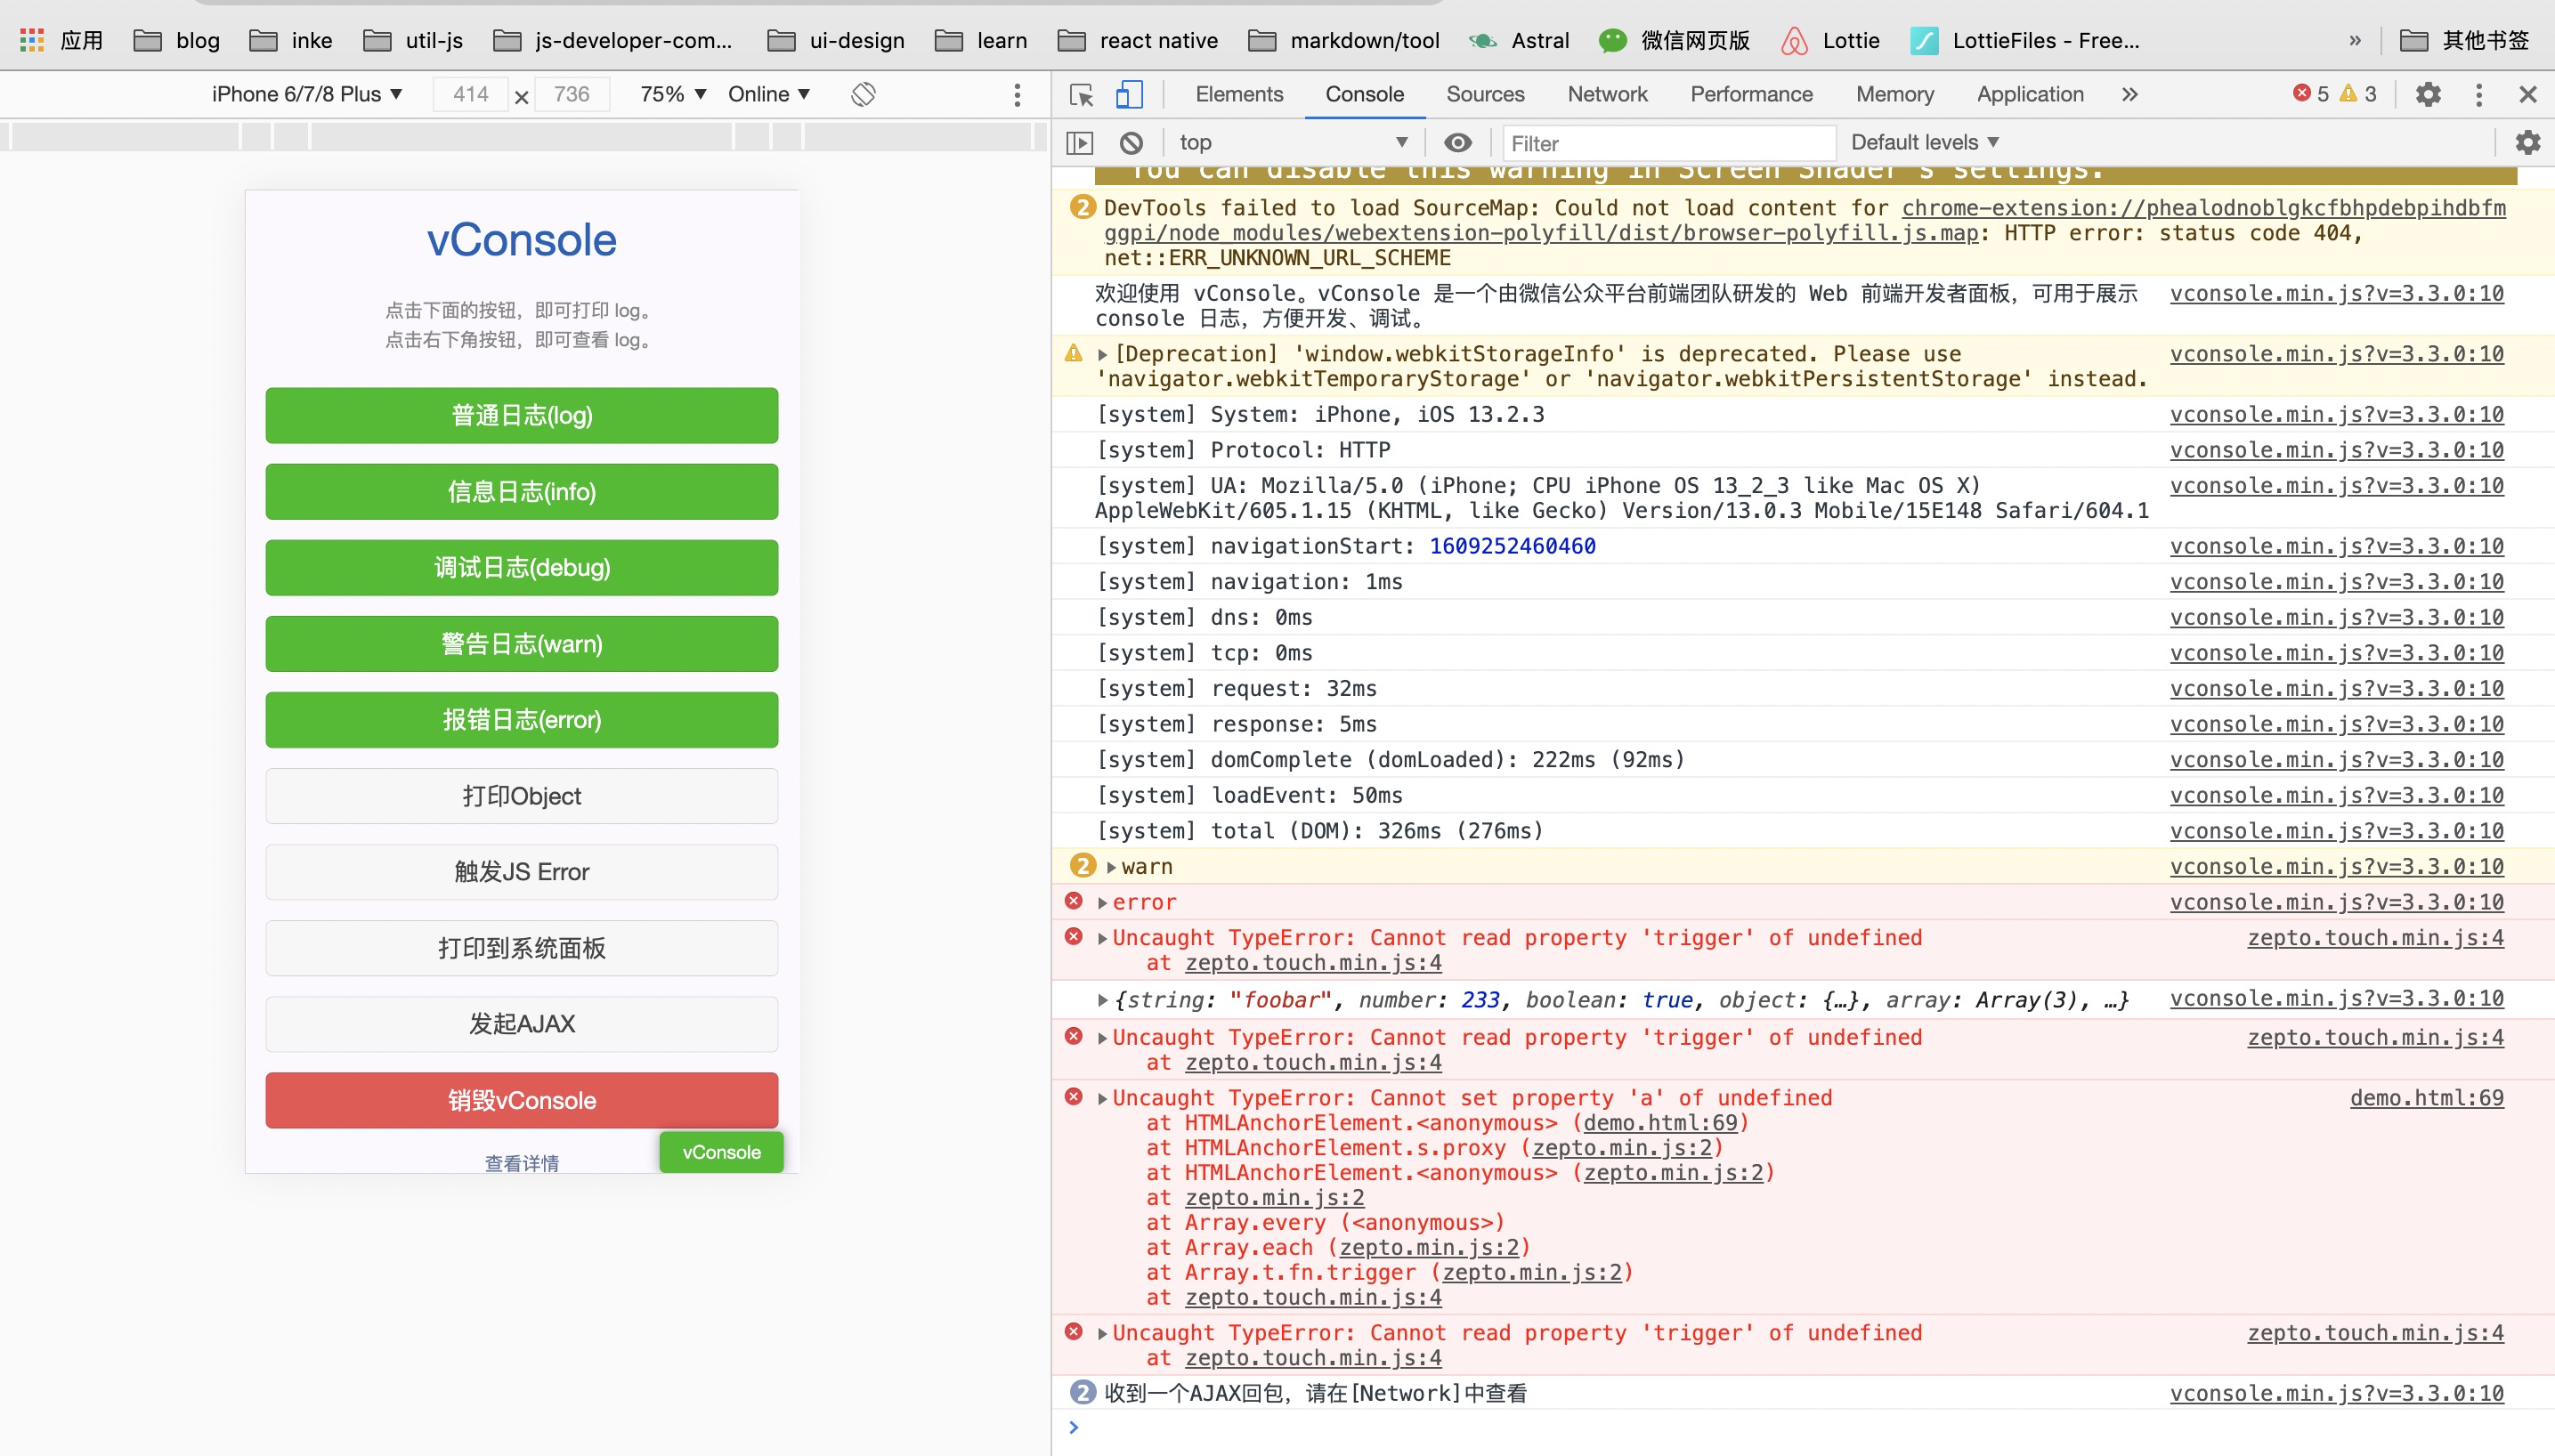 应用 blog inke util-js js-developer-com... ui-design learn react native markdown/tool Astral 微信网页版 Lottie LottieFiles - Free... » 其他书签
iPhone 6/7/8 Plus ▼ 414 × 736 75% ▼ Online ▼
vConsole
点击下面的按钮，即可打印 log。
点击右下角按钮，即可查看 log。
普通日志(log)
信息日志(info)
调试日志(debug)
警告日志(warn)
报错日志(error)
打印Object
触发JS Error
打印到系统面板
发起AJAX
销毁vConsole
查看详情
vConsole
Elements Console Sources Network Performance Memory Application » 5 3
top ▼ Filter Default levels ▼
You can disable this warning in Screen Shader's settings.
2 DevTools failed to load SourceMap: Could not load content for chrome-extension://phealodnoblgkcfbhpdebpihdbfm
ggpi/node_modules/webextension-polyfill/dist/browser-polyfill.js.map: HTTP error: status code 404,
net::ERR_UNKNOWN_URL_SCHEME
欢迎使用 vConsole。vConsole 是一个由微信公众平台前端团队研发的 Web 前端开发者面板，可用于展示 vconsole.min.js?v=3.3.0:10
console 日志，方便开发、调试。
[Deprecation] 'window.webkitStorageInfo' is deprecated. Please use vconsole.min.js?v=3.3.0:10
'navigator.webkitTemporaryStorage' or 'navigator.webkitPersistentStorage' instead.
[system] System: iPhone, iOS 13.2.3 vconsole.min.js?v=3.3.0:10
[system] Protocol: HTTP vconsole.min.js?v=3.3.0:10
[system] UA: Mozilla/5.0 (iPhone; CPU iPhone OS 13_2_3 like Mac OS X) vconsole.min.js?v=3.3.0:10
AppleWebKit/605.1.15 (KHTML, like Gecko) Version/13.0.3 Mobile/15E148 Safari/604.1
[system] navigationStart: 1609252460460 vconsole.min.js?v=3.3.0:10
[system] navigation: 1ms vconsole.min.js?v=3.3.0:10
[system] dns: 0ms vconsole.min.js?v=3.3.0:10
[system] tcp: 0ms vconsole.min.js?v=3.3.0:10
[system] request: 32ms vconsole.min.js?v=3.3.0:10
[system] response: 5ms vconsole.min.js?v=3.3.0:10
[system] domComplete (domLoaded): 222ms (92ms) vconsole.min.js?v=3.3.0:10
[system] loadEvent: 50ms vconsole.min.js?v=3.3.0:10
[system] total (DOM): 326ms (276ms) vconsole.min.js?v=3.3.0:10
2 warn vconsole.min.js?v=3.3.0:10
error vconsole.min.js?v=3.3.0:10
Uncaught TypeError: Cannot read property 'trigger' of undefined zepto.touch.min.js:4
at zepto.touch.min.js:4
{string: "foobar", number: 233, boolean: true, object: {…}, array: Array(3), …} vconsole.min.js?v=3.3.0:10
Uncaught TypeError: Cannot read property 'trigger' of undefined zepto.touch.min.js:4
at zepto.touch.min.js:4
Uncaught TypeError: Cannot set property 'a' of undefined demo.html:69
at HTMLAnchorElement.<anonymous> (demo.html:69)
at HTMLAnchorElement.s.proxy (zepto.min.js:2)
at HTMLAnchorElement.<anonymous> (zepto.min.js:2)
at zepto.min.js:2
at Array.every (<anonymous>)
at Array.each (zepto.min.js:2)
at Array.t.fn.trigger (zepto.min.js:2)
at zepto.touch.min.js:4
Uncaught TypeError: Cannot read property 'trigger' of undefined zepto.touch.min.js:4
at zepto.touch.min.js:4
2 收到一个AJAX回包，请在[Network]中查看 vconsole.min.js?v=3.3.0:10